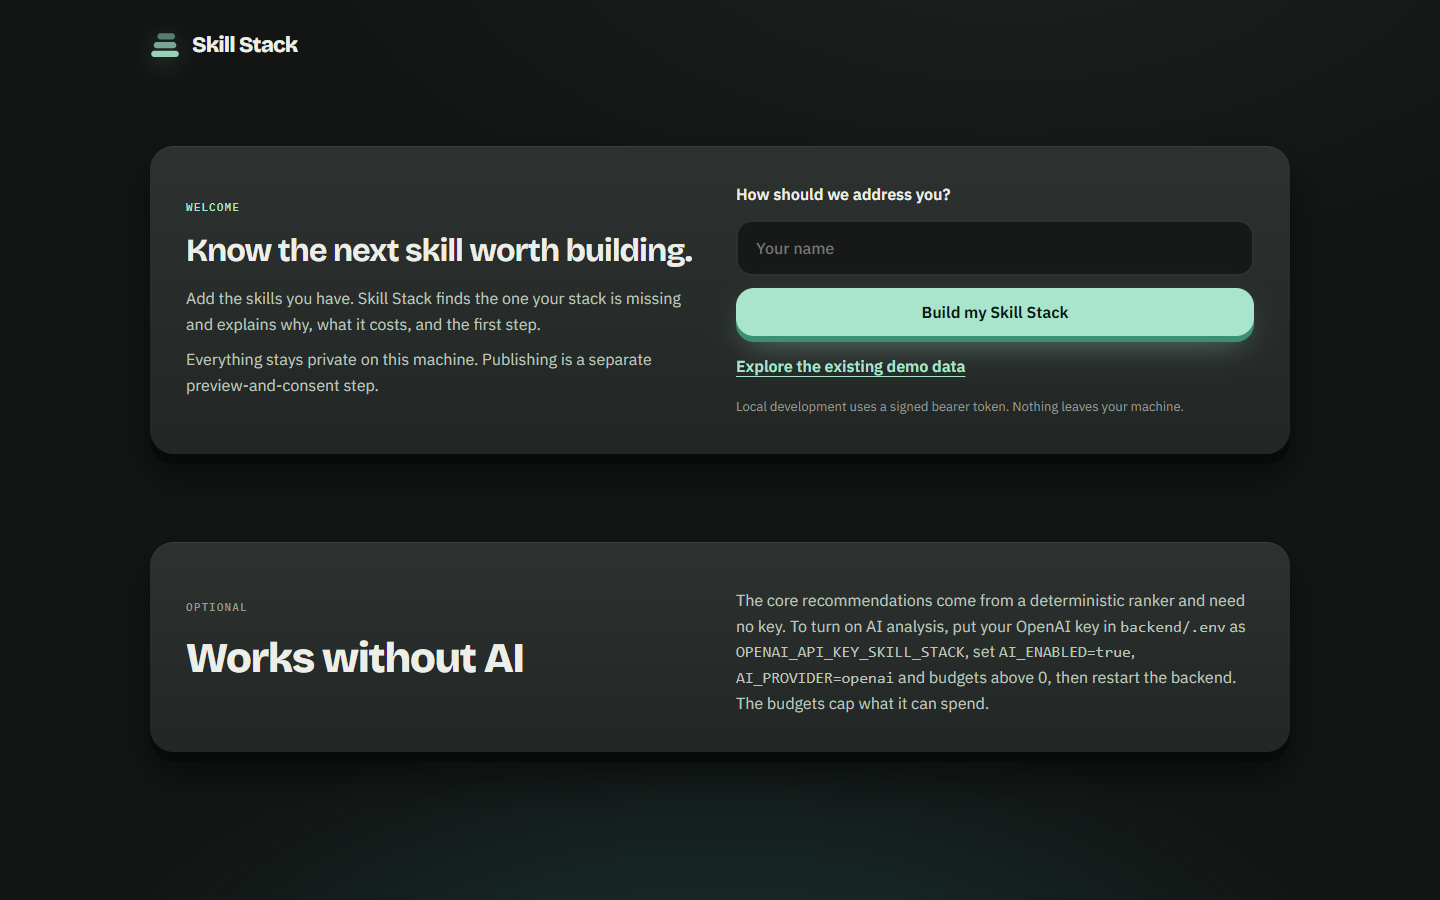 Skill Stack
WELCOME
Know the next skill worth building.
Add the skills you have. Skill Stack finds the one your stack is missing
and explains why, what it costs, and the first step.
Everything stays private on this machine. Publishing is a separate
preview-and-consent step.
How should we address you?
Your name
Build my Skill Stack
Explore the existing demo data
Local development uses a signed bearer token. Nothing leaves your machine.
OPTIONAL
Works without AI
The core recommendations come from a deterministic ranker and need
no key. To turn on AI analysis, put your OpenAI key in backend/.env as
OPENAI_API_KEY_SKILL_STACK, set AI_ENABLED=true,
AI_PROVIDER=openai and budgets above 0, then restart the backend.
The budgets cap what it can spend.